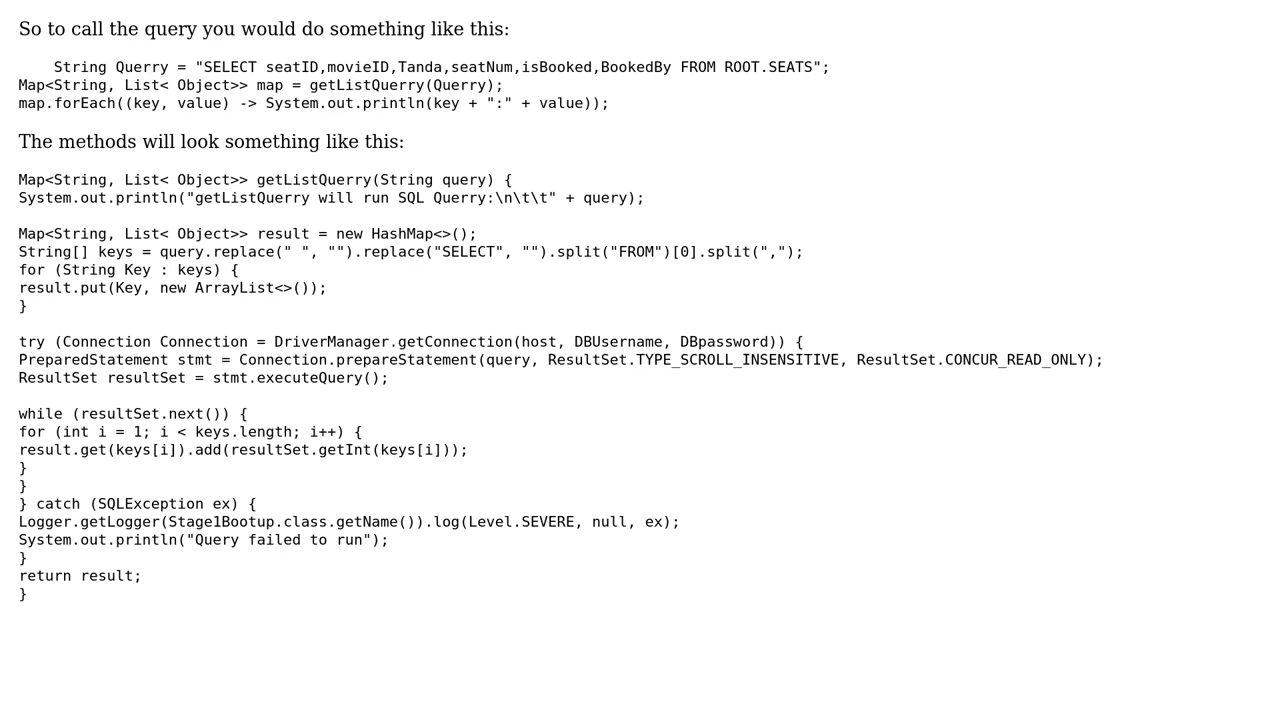 So to call the query you would do something like this:
    String Querry = "SELECT seatID,movieID,Tanda,seatNum,isBooked,BookedBy FROM ROOT.SEATS";
Map<String, List< Object>> map = getListQuerry(Querry);
map.forEach((key, value) -> System.out.println(key + ":" + value));
The methods will look something like this:
Map<String, List< Object>> getListQuerry(String query) {
System.out.println("getListQuerry will run SQL Querry:\n\t\t" + query);
Map<String, List< Object>> result = new HashMap<>();
String[] keys = query.replace(" ", "").replace("SELECT", "").split("FROM")[0].split(",");
for (String Key : keys) {
result.put(Key, new ArrayList<>());
}
try (Connection Connection = DriverManager.getConnection(host, DBUsername, DBpassword)) {
PreparedStatement stmt = Connection.prepareStatement(query, ResultSet.TYPE_SCROLL_INSENSITIVE, ResultSet.CONCUR_READ_ONLY);
ResultSet resultSet = stmt.executeQuery();
while (resultSet.next()) {
for (int i = 1; i < keys.length; i++) {
result.get(keys[i]).add(resultSet.getInt(keys[i]));
}
}
} catch (SQLException ex) {
Logger.getLogger(Stage1Bootup.class.getName()).log(Level.SEVERE, null, ex);
System.out.println("Query failed to run");
}
return result;
}